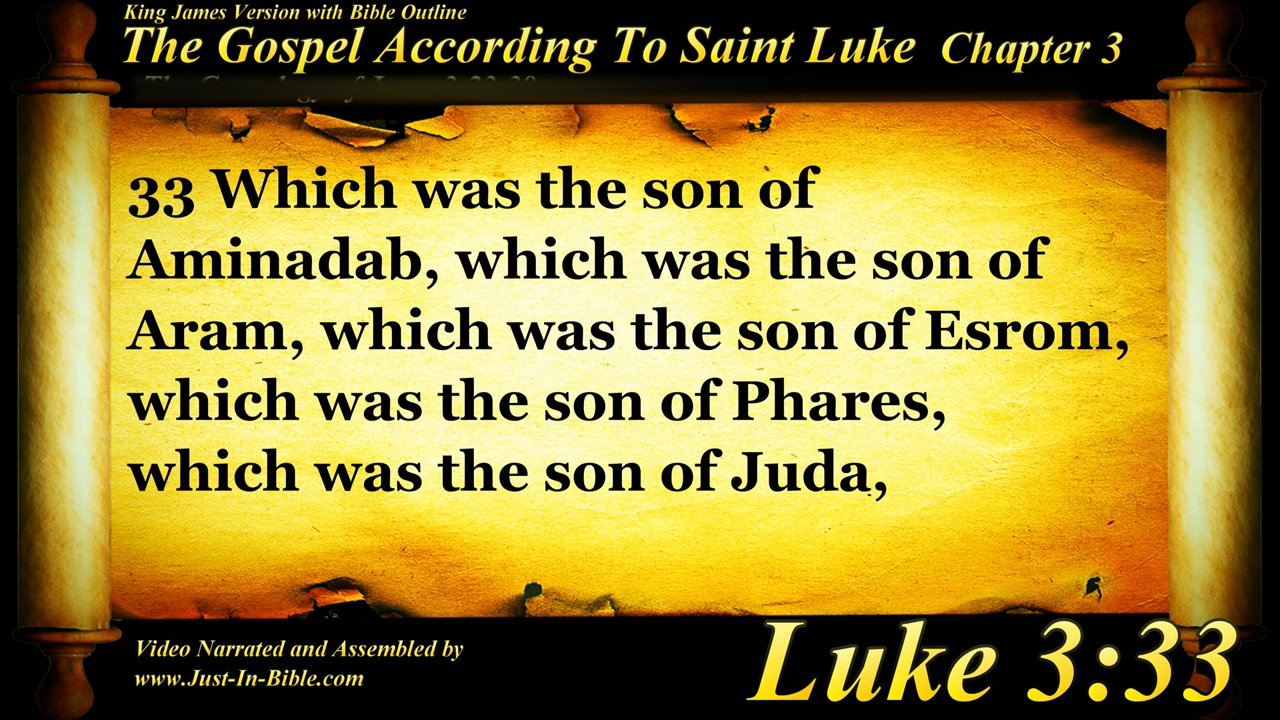 King James Version with Bible Outline
The Gospel According To Saint Luke Chapter 3
33 Which was the son of
Aminadab, which was the son of
Aram, which was the son of Esrom,
which was the son of Phares,
which was the son of Juda,
Video Narrated and Assembled by
www.Just-In-Bible.com
Luke 3:33